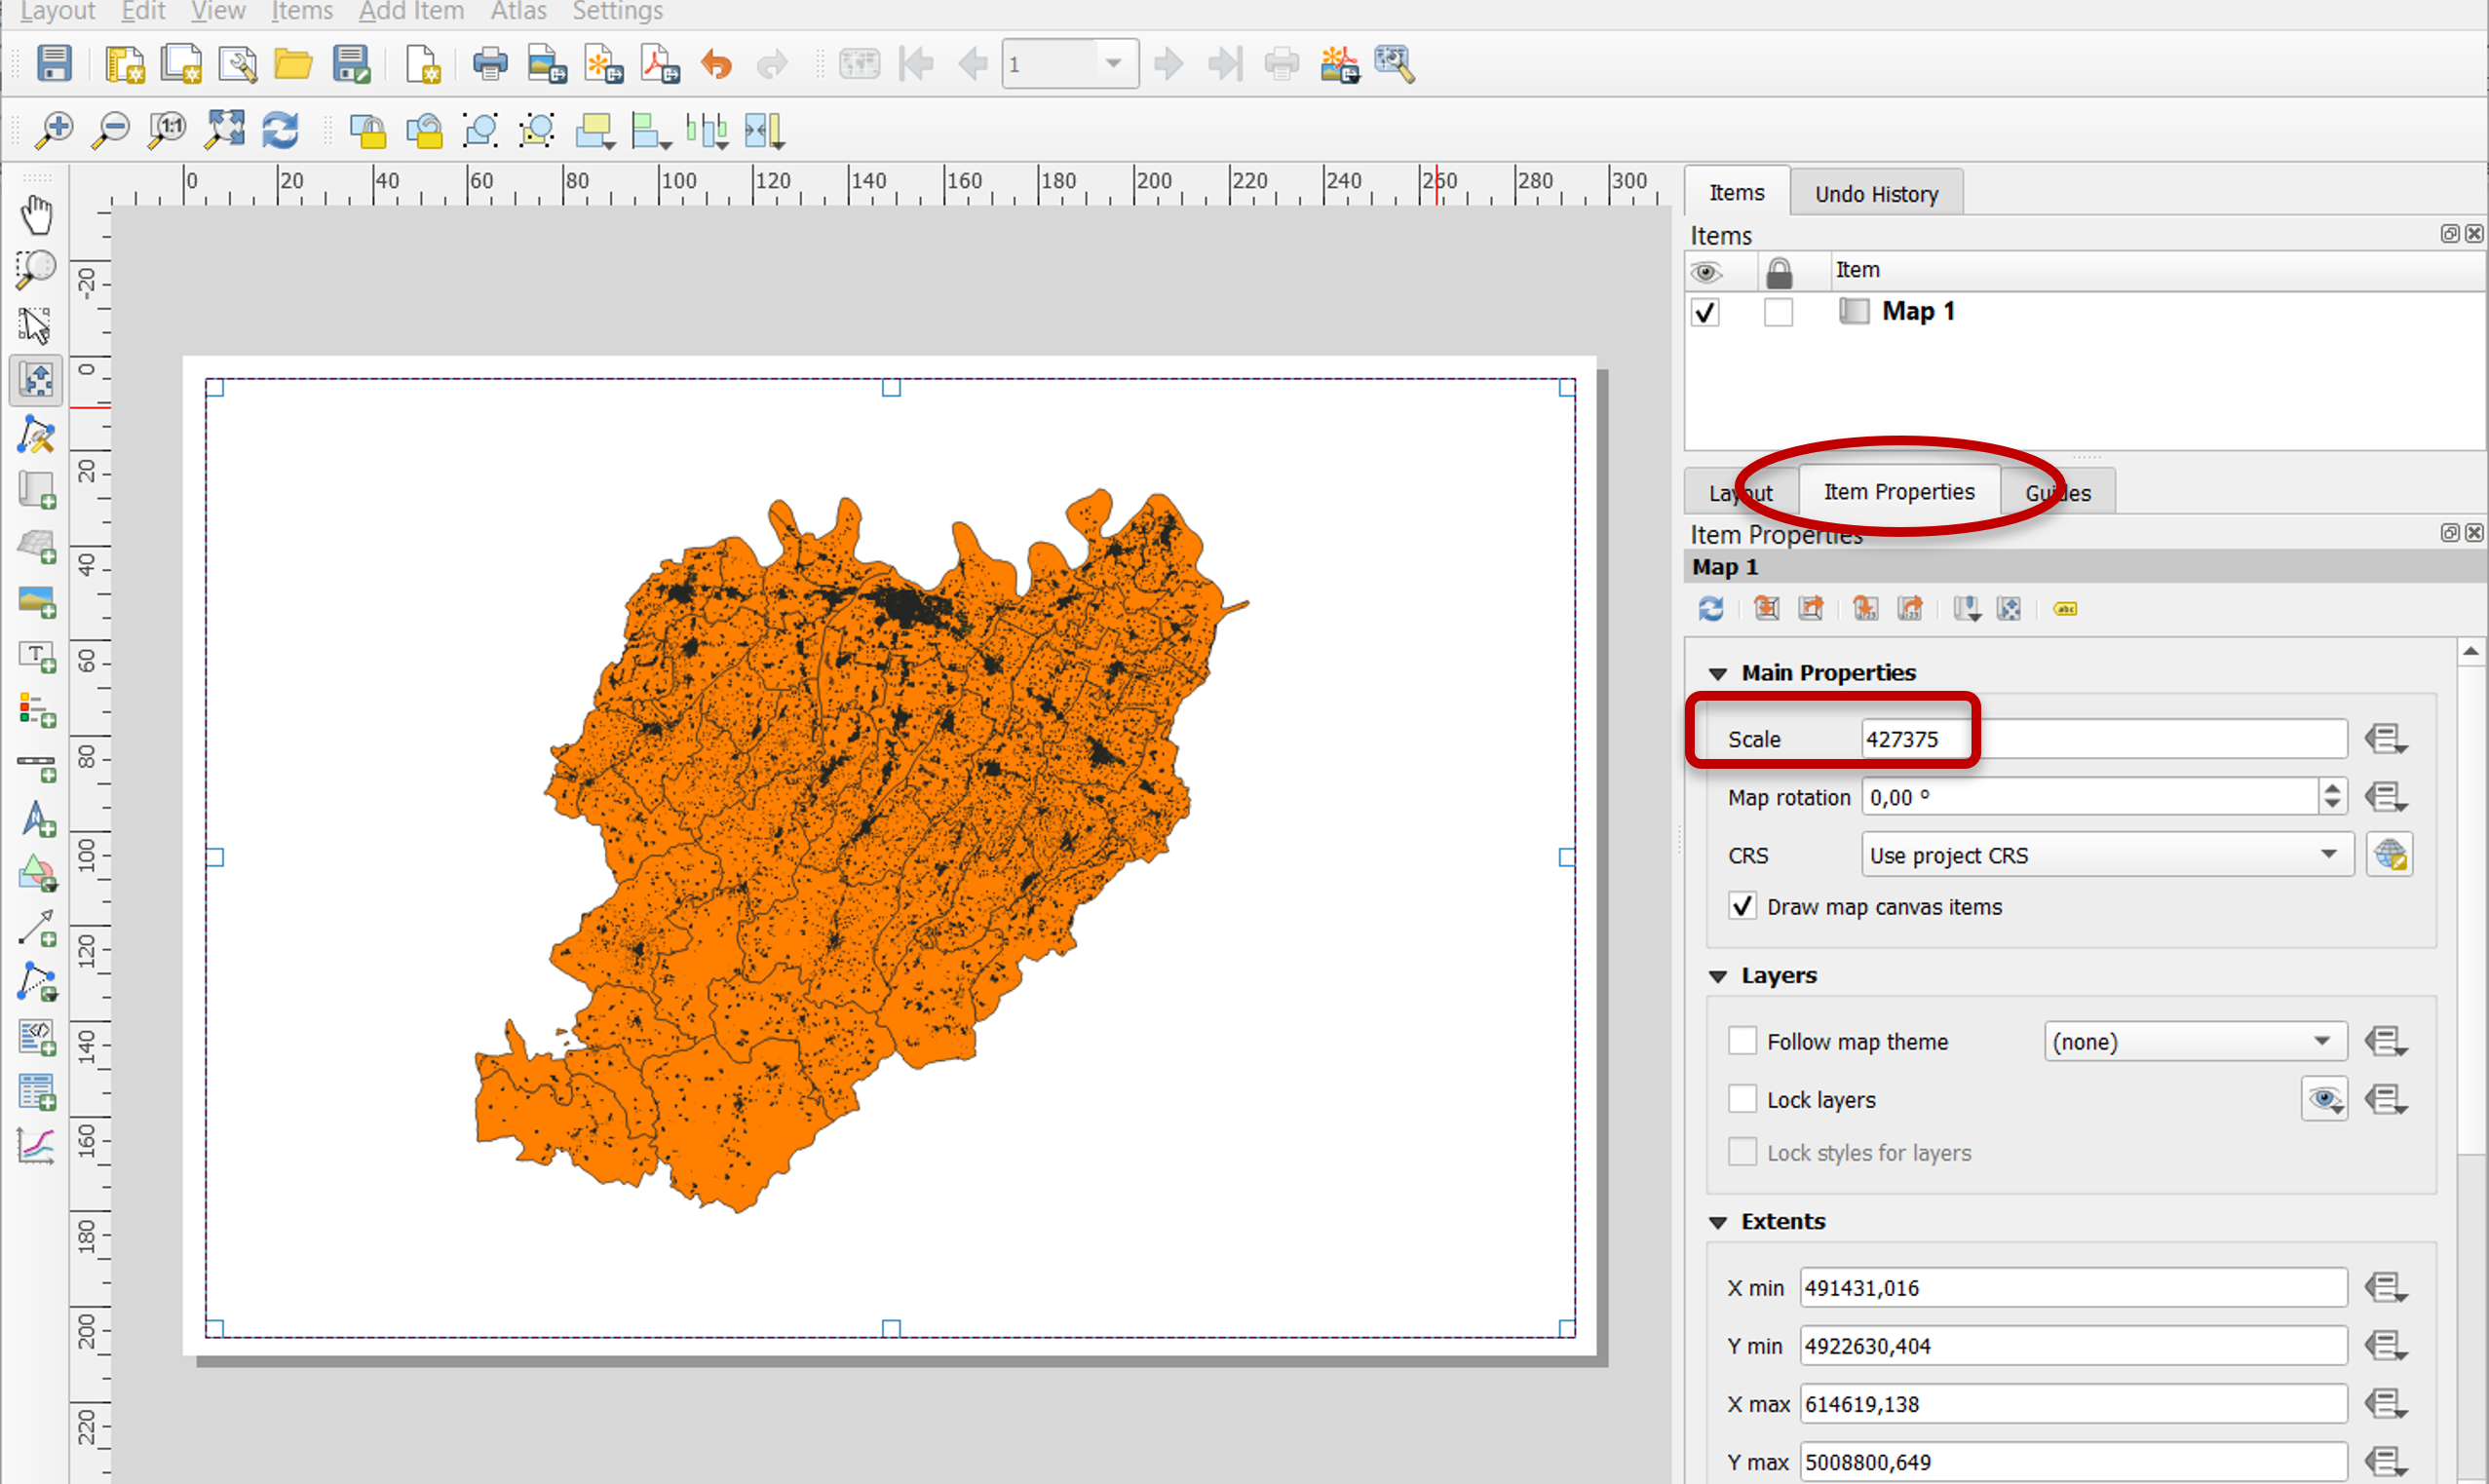 Layout Edit View Items Add Item Atlas Settings
1
1:1
0 20 40 60 80 100 120 140 160 180 200 220 240 260 280 300
-20
0
20
40
60
80
100
120
140
160
180
200
220
Items Undo History
Items
Item
Map 1
Layout Item Properties Guides
Item Properties
Map 1
abc
Main Properties
Scale 427375
Map rotation 0,00 °
CRS Use project CRS
Draw map canvas items
Layers
Follow map theme (none)
Lock layers
Lock styles for layers
Extents
X min 491431,016
Y min 4922630,404
X max 614619,138
Y max 5008800,649